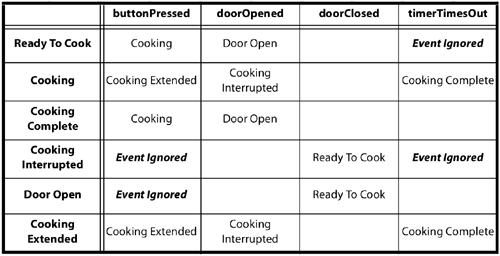 buttonPressed doorOpened doorClosed timerTimesOut
Ready To Cook Cooking Door Open Event Ignored
Cooking Cooking Extended Cooking Interrupted Cooking Complete
Cooking Complete Cooking Door Open
Cooking Interrupted Event Ignored Ready To Cook Event Ignored
Door Open Event Ignored Ready To Cook
Cooking Extended Cooking Extended Cooking Interrupted Cooking Complete